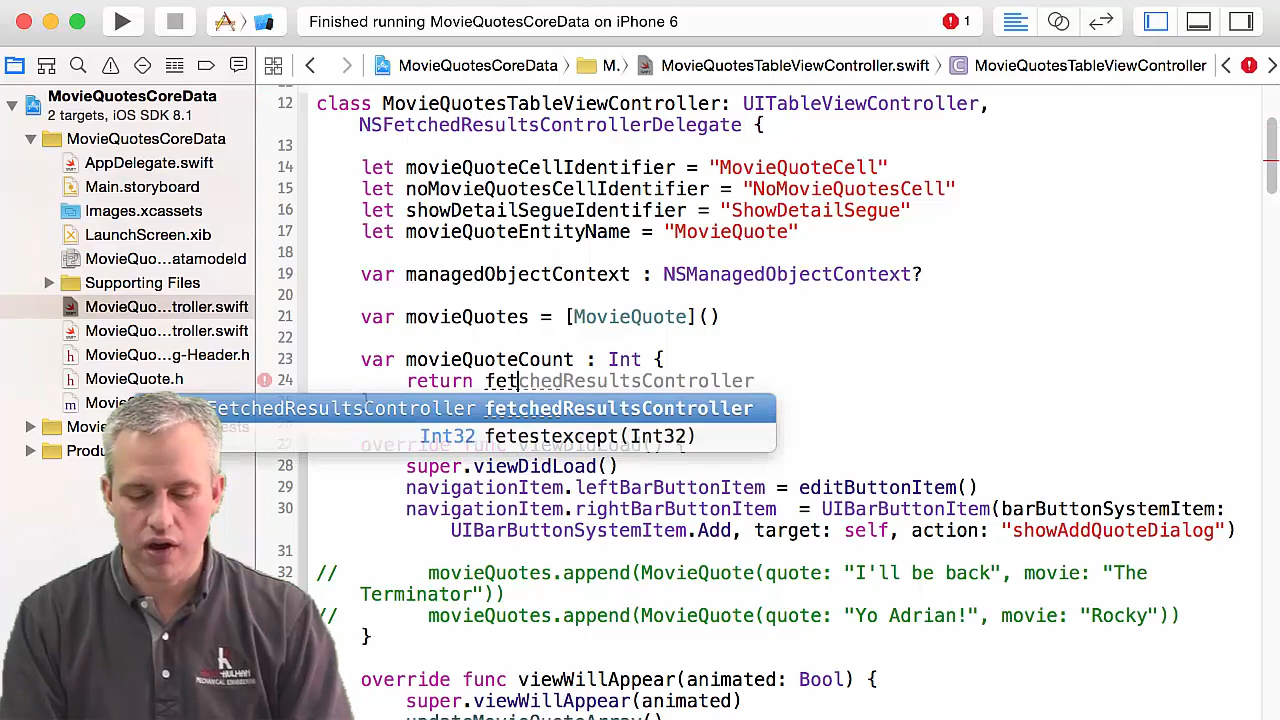 Finished running MovieQuotesCoreData on iPhone 6
1
MovieQuotesCoreData
M.
MovieQuotesTableViewController.swift
MovieQuotesTableViewController
MovieQuotesCoreData
2 targets, iOS SDK 8.1
MovieQuotesCoreData
AppDelegate.swift
Main.storyboard
Images.xcassets
LaunchScreen.xib
MovieQuo...atamodeld
Supporting Files
MovieQuo...troller.swift
MovieQuo...troller.swift
MovieQuo...g-Header.h
MovieQuote.h
12 class MovieQuotesTableViewController: UITableViewController,
NSFetchedResultsControllerDelegate {
13
14 let movieQuoteCellIdentifier = "MovieQuoteCell"
15 let noMovieQuotesCellIdentifier = "NoMovieQuotesCell"
16 let showDetailSegueIdentifier = "ShowDetailSegue"
17 let movieQuoteEntityName = "MovieQuote"
18
19 var managedObjectContext : NSManagedObjectContext?
20
21 var movieQuotes = [MovieQuote]()
22
23 var movieQuoteCount : Int {
24 return fetchedResultsController
FetchedResultsController fetchedResultsController
Int32 fetestexcept(Int32)
override func viewDidLoad() {
28 super.viewDidLoad()
29 navigationItem.leftBarButtonItem = editButtonItem()
30 navigationItem.rightBarButtonItem = UIBarButtonItem(barButtonSystemItem:
UIBarButtonSystemItem.Add, target: self, action: "showAddQuoteDialog")
31
32 // movieQuotes.append(MovieQuote(quote: "I'll be back", movie: "The
Terminator"))
// movieQuotes.append(MovieQuote(quote: "Yo Adrian!", movie: "Rocky"))
}
override func viewWillAppear(animated: Bool) {
super.viewWillAppear(animated)
updateMovieQuoteArray()